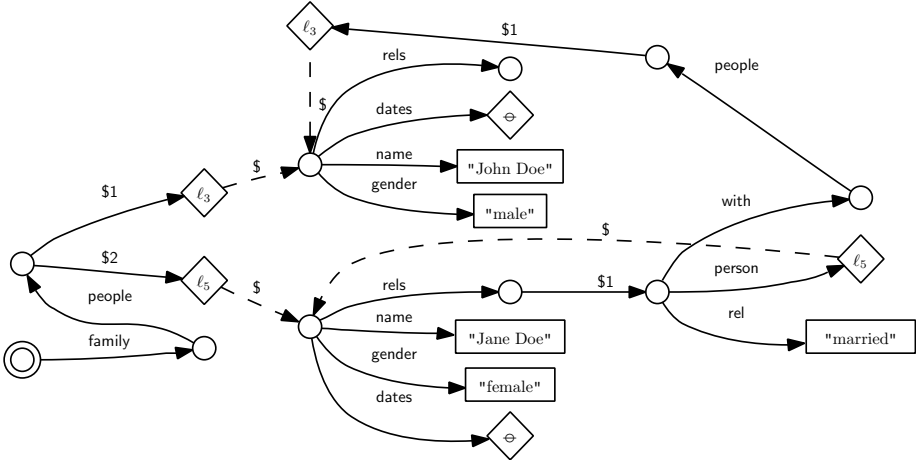 ℓ3
$1
rels
people
$
dates
⦵
name
"John Doe"
gender
"male"
$1
ℓ3
$
with
$
$2
ℓ5
$
people
family
rels
$1
person
ℓ5
name
"Jane Doe"
rel
"married"
gender
"female"
dates
⦵